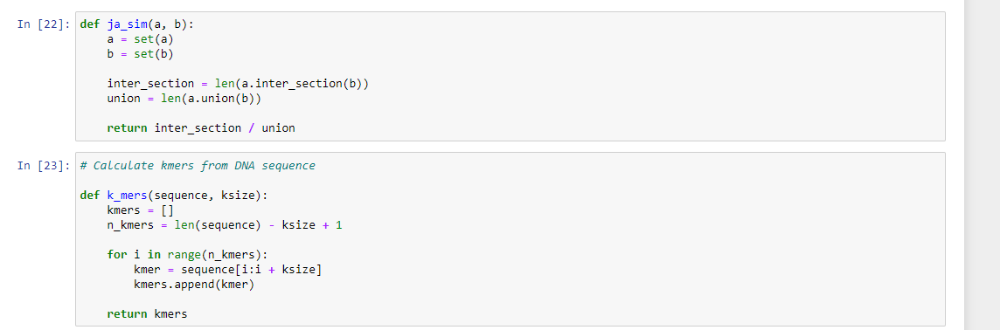 In [22]: def ja_sim(a, b):
    a = set(a)
    b = set(b)

    inter_section = len(a.inter_section(b))
    union = len(a.union(b))

    return inter_section / union

In [23]: # Calculate kmers from DNA sequence

def k_mers(sequence, ksize):
    kmers = []
    n_kmers = len(sequence) - ksize + 1

    for i in range(n_kmers):
        kmer = sequence[i:i + ksize]
        kmers.append(kmer)

    return kmers